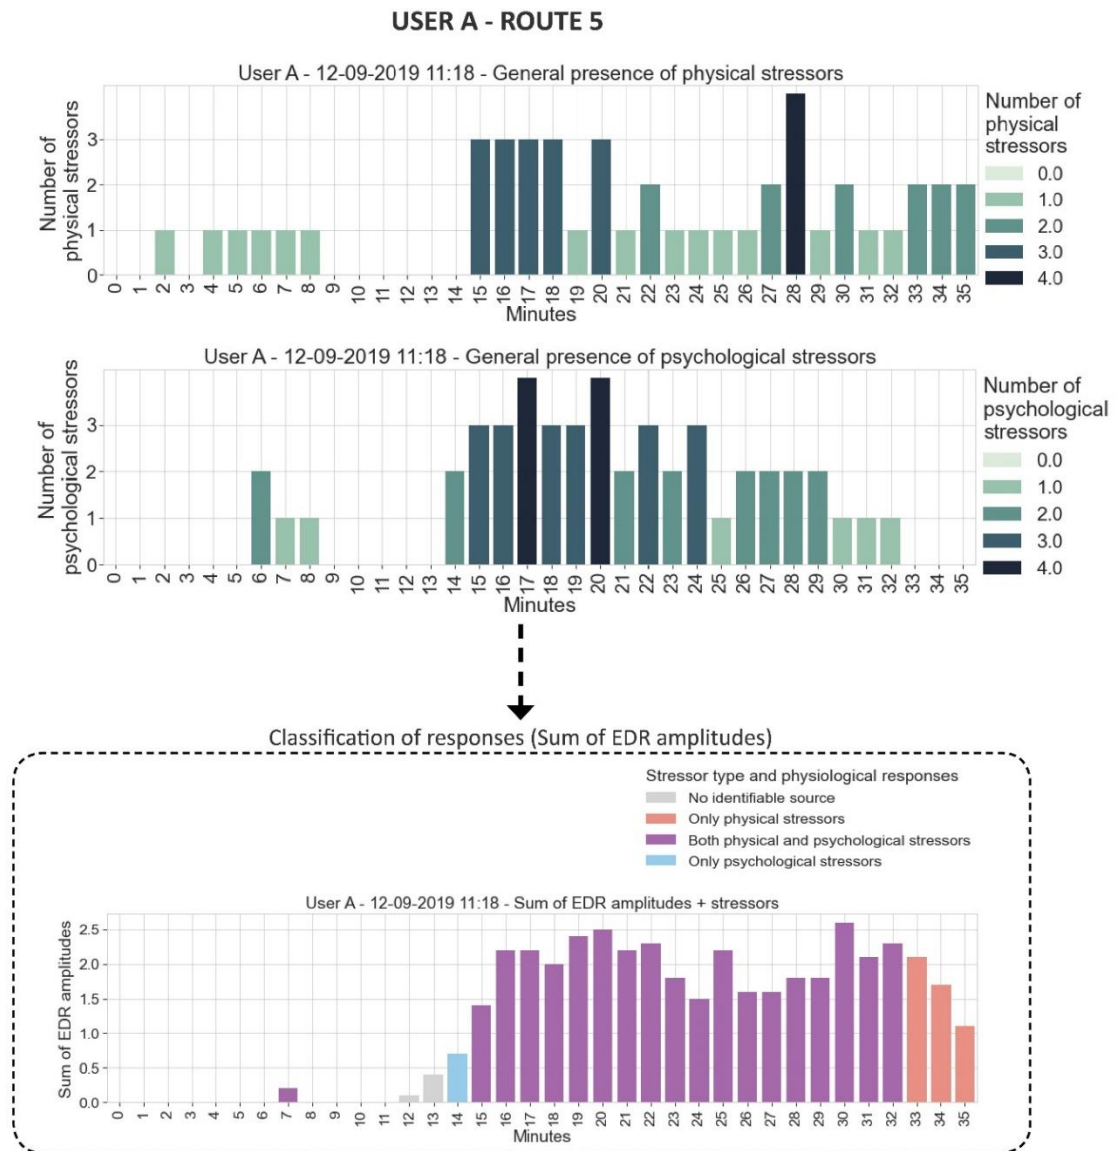 USER A - ROUTE 5
User A - 12-09-2019 11:18 - General presence of physical stressors
Number of
physical stressors
3
2
1
0
0 1 2 3 4 5 6 7 8 9 10 11 12 13 14 15 16 17 18 19 20 21 22 23 24 25 26 27 28 29 30 31 32 33 34 35
Minutes
Number of
physical
stressors
0.0
1.0
2.0
3.0
4.0
User A - 12-09-2019 11:18 - General presence of psychological stressors
Number of
psychological stressors
3
2
1
0
0 1 2 3 4 5 6 7 8 9 10 11 12 13 14 15 16 17 18 19 20 21 22 23 24 25 26 27 28 29 30 31 32 33 34 35
Minutes
Number of
psychological
stressors
0.0
1.0
2.0
3.0
4.0
Classification of responses (Sum of EDR amplitudes)
Stressor type and physiological responses
No identifiable source
Only physical stressors
Both physical and psychological stressors
Only psychological stressors
User A - 12-09-2019 11:18 - Sum of EDR amplitudes + stressors
Sum of EDR amplitudes
2.5
2.0
1.5
1.0
0.5
0.0
0 1 2 3 4 5 6 7 8 9 10 11 12 13 14 15 16 17 18 19 20 21 22 23 24 25 26 27 28 29 30 31 32 33 34 35
Minutes